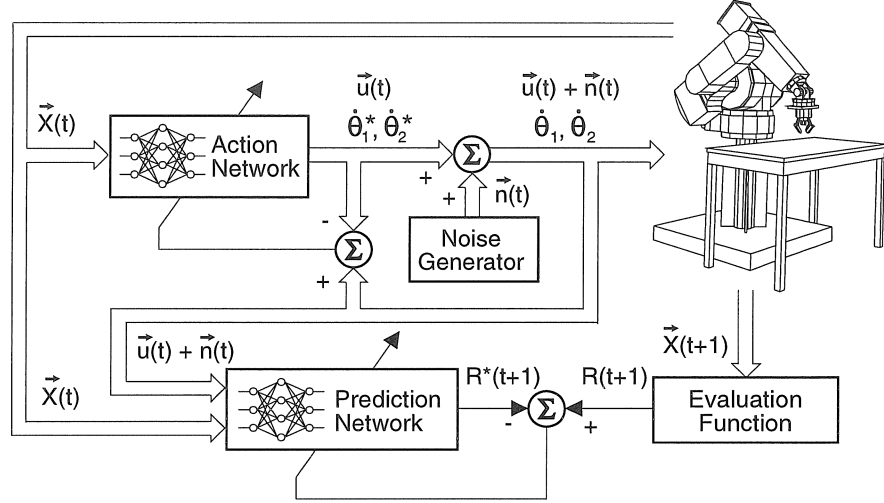 X⃗(t)
Action
Network
u⃗(t)
θ̇₁*, θ̇₂*
+
Σ
u⃗(t) + n⃗(t)
θ̇₁, θ̇₂
+
n⃗(t)
Noise
Generator
-
Σ
+
u⃗(t) + n⃗(t)
X⃗(t)
Prediction
Network
R*(t+1)
-
Σ
R(t+1)
+
X⃗(t+1)
Evaluation
Function